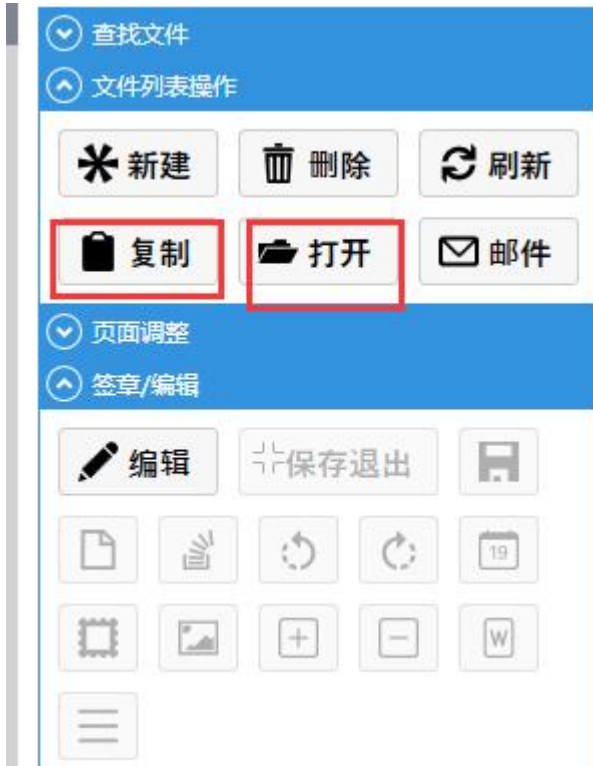 查找文件
文件列表操作
新建 删除 刷新
复制 打开 邮件
页面调整
签章/编辑
编辑 保存退出
19
W